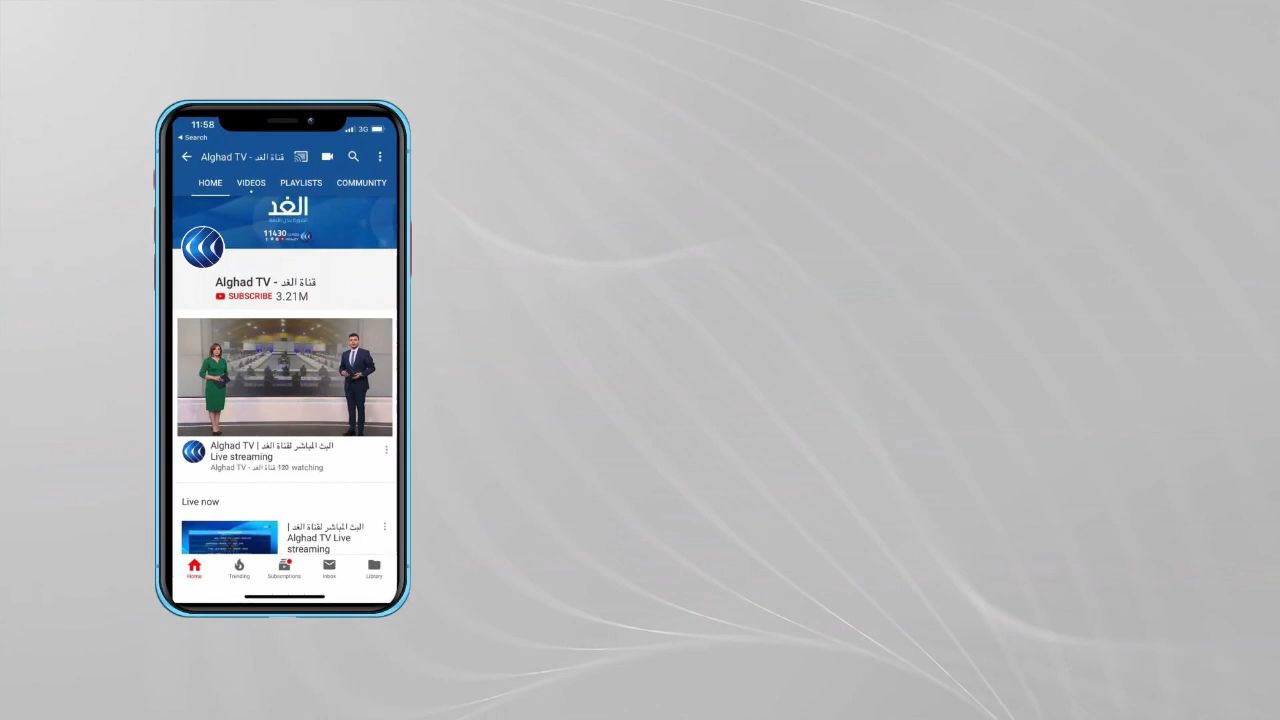 11:58
3G
Search
Alghad TV - قناة الغد
HOME VIDEOS PLAYLISTS COMMUNITY
الغد
11430
Alghad TV - قناة الغد
SUBSCRIBE 3.21M
Alghad TV | البث المباشر لقناة الغد
Live streaming
Alghad TV - قناة الغد 120 watching
Live now
البث المباشر لقناة الغد |
Alghad TV Live
streaming
Home Trending Subscriptions Inbox Library